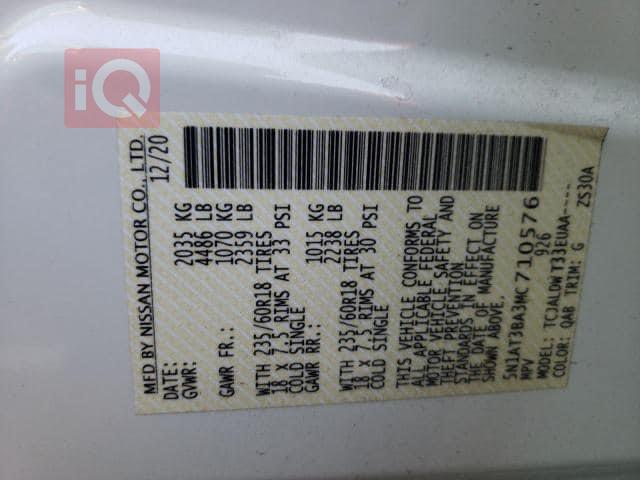 iQ
MFD BY NISSAN MOTOR CO., LTD.
DATE: 12/20
GVWR: 2035 KG
4486 LB
GAWR FR.: 1070 KG
2359 LB
WITH 235/60R18 TIRES
18 X 7.5 RIMS AT 33 PSI
COLD SINGLE
GAWR RR.: 1015 KG
2238 LB
WITH 235/60R18 TIRES
18 X 7.5 RIMS AT 30 PSI
COLD SINGLE
THIS VEHICLE CONFORMS TO
ALL APPLICABLE FEDERAL
MOTOR VEHICLE SAFETY AND
THEFT PREVENTION
STANDARDS IN EFFECT ON
THE DATE OF MANUFACTURE
SHOWN ABOVE.
5N1AT3BA3MC710576
MPV 926
MODEL: TCJALDW T33EUAA----
COLOR: QAB TRIM: G ZS30A